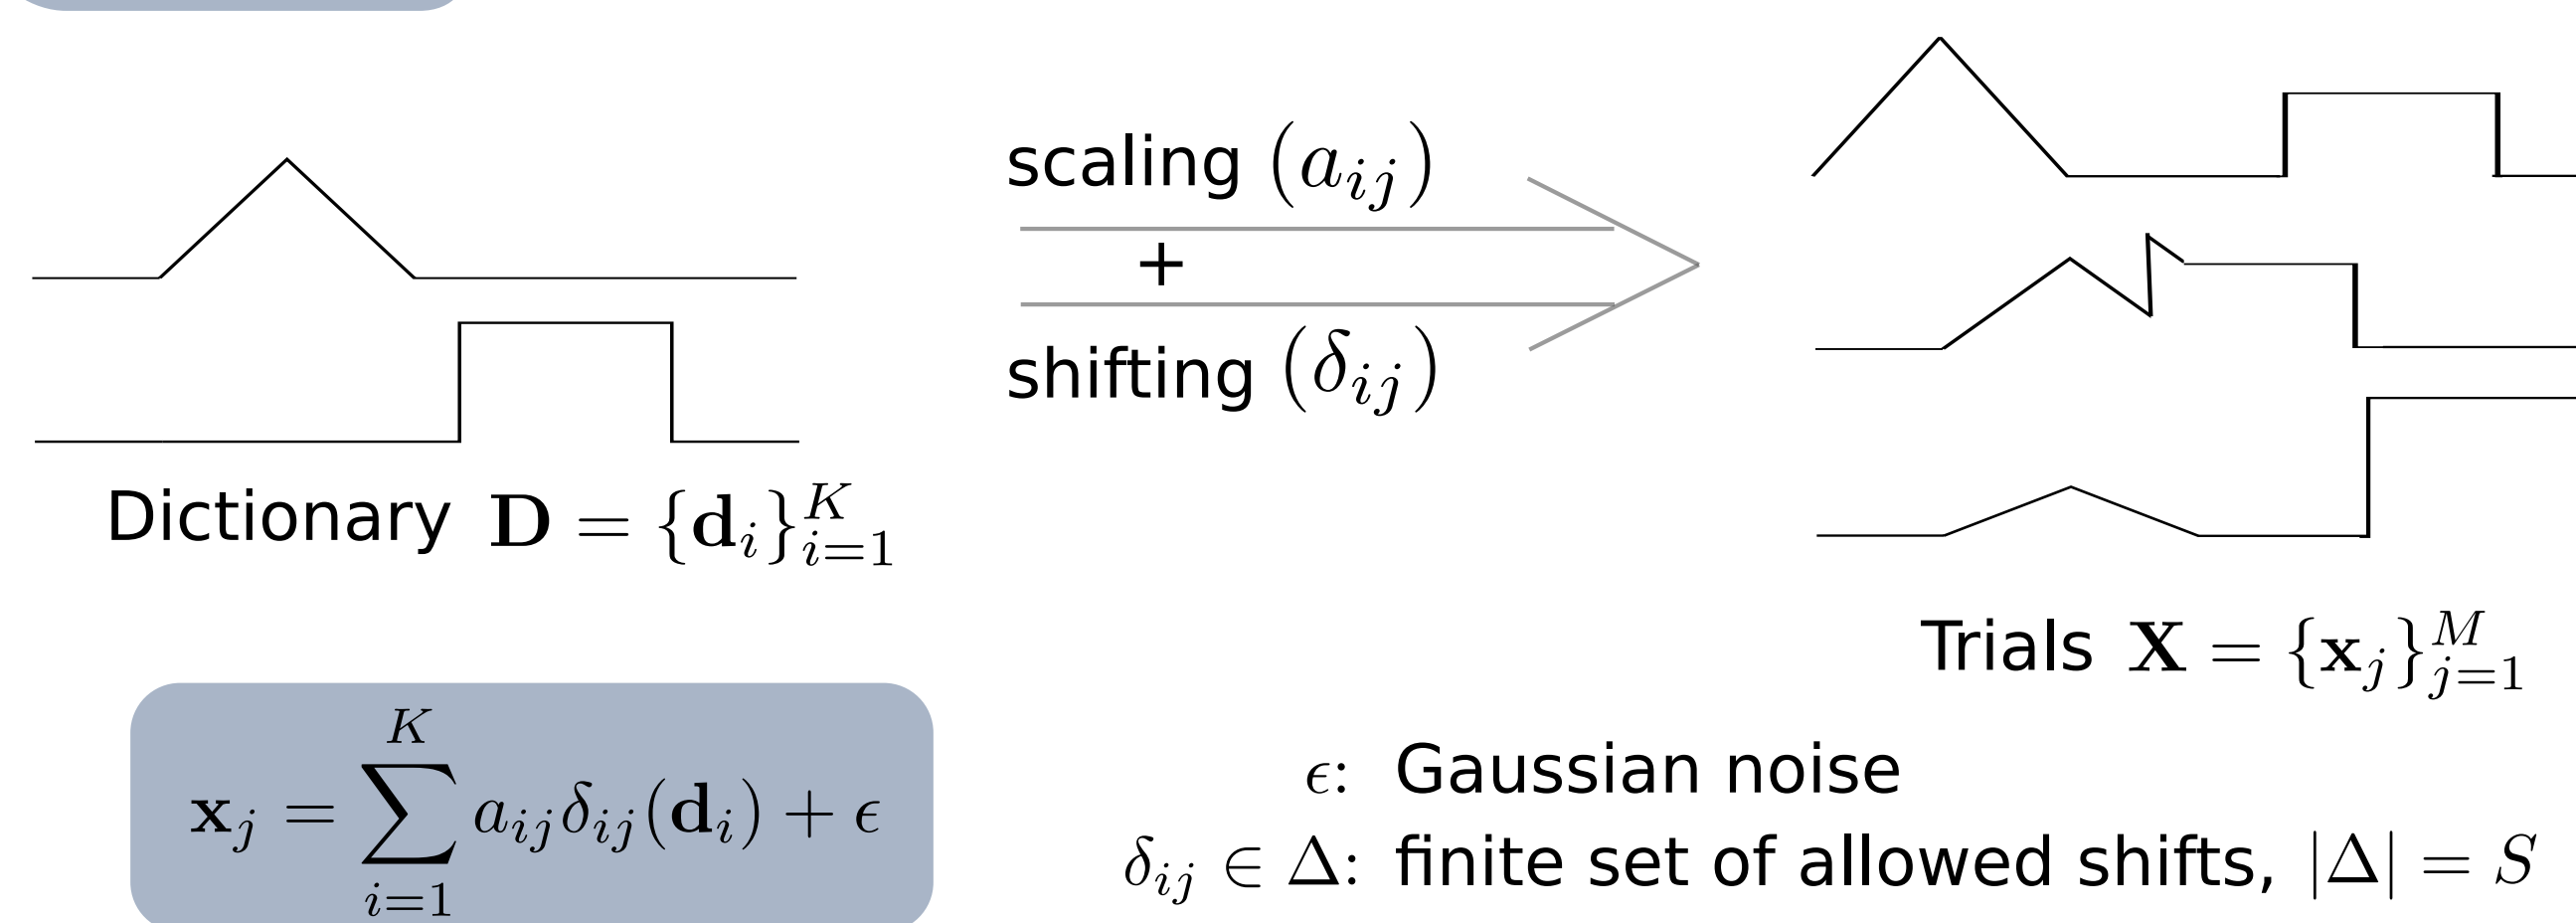 scaling (a_{ij})
+
shifting (δ_{ij})
Dictionary D = {d_i}_{i=1}^{K}
Trials X = {x_j}_{j=1}^{M}
x_j = \sum_{i=1}^{K} a_{ij}δ_{ij}(d_i) + ϵ
ϵ: Gaussian noise
δ_{ij} ∈ Δ: finite set of allowed shifts, |Δ| = S